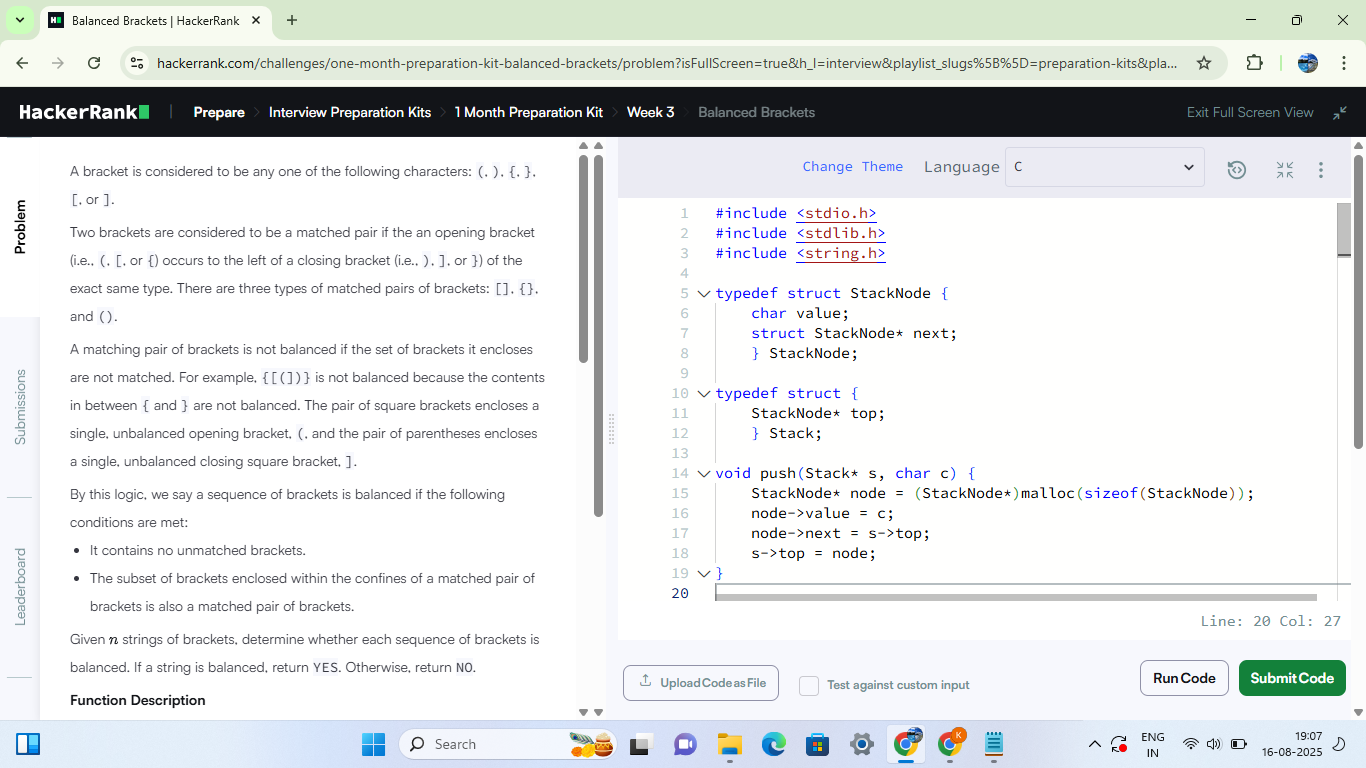 Balanced Brackets | HackerRank
hackerrank.com/challenges/one-month-preparation-kit-balanced-brackets/problem?isFullScreen=true&h_l=interview&playlist_slugs%5B%5D=preparation-kits&pla...
HackerRank
Prepare
Interview Preparation Kits
1 Month Preparation Kit
Week 3
Balanced Brackets
Exit Full Screen View
Problem
Submissions
Leaderboard
A bracket is considered to be any one of the following characters: (, ), {, },
[, or ].
Two brackets are considered to be a matched pair if the an opening bracket
(i.e., (, [, or {) occurs to the left of a closing bracket (i.e., ), ], or }) of the
exact same type. There are three types of matched pairs of brackets: [], {},
and ().
A matching pair of brackets is not balanced if the set of brackets it encloses
are not matched. For example, {[(])} is not balanced because the contents
in between { and } are not balanced. The pair of square brackets encloses a
single, unbalanced opening bracket, (, and the pair of parentheses encloses
a single, unbalanced closing square bracket, ].
By this logic, we say a sequence of brackets is balanced if the following
conditions are met:
• It contains no unmatched brackets.
• The subset of brackets enclosed within the confines of a matched pair of
brackets is also a matched pair of brackets.
Given n strings of brackets, determine whether each sequence of brackets is
balanced. If a string is balanced, return YES. Otherwise, return NO.
Function Description
Change Theme
Language
C
1 #include <stdio.h>
2 #include <stdlib.h>
3 #include <string.h>
4
5 typedef struct StackNode {
6 char value;
7 struct StackNode* next;
8 } StackNode;
9
10 typedef struct {
11 StackNode* top;
12 } Stack;
13
14 void push(Stack* s, char c) {
15 StackNode* node = (StackNode*)malloc(sizeof(StackNode));
16 node->value = c;
17 node->next = s->top;
18 s->top = node;
19 }
20
Line: 20 Col: 27
Upload Code as File
Test against custom input
Run Code
Submit Code
Search
K
ENG
IN
19:07
16-08-2025